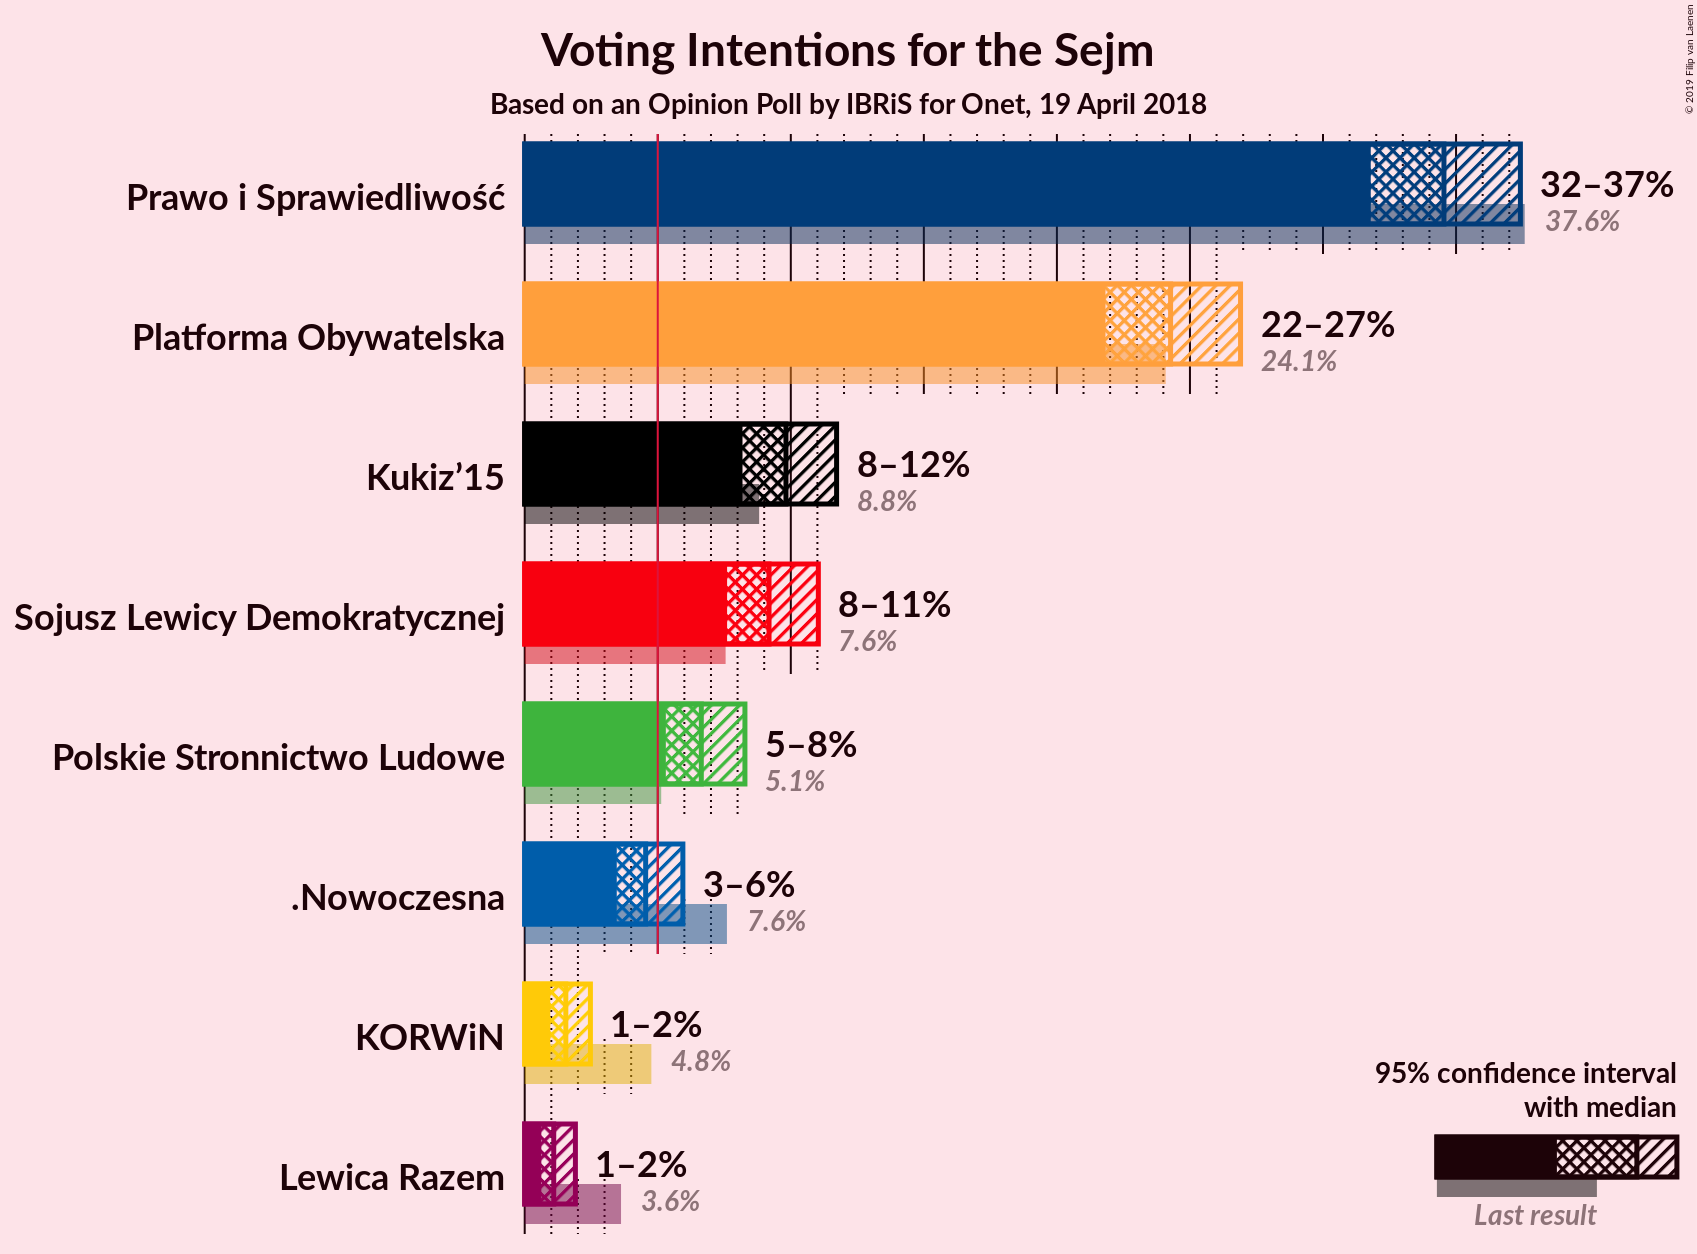 Voting Intentions for the Sejm
Based on an Opinion Poll by IBRiS for Onet, 19 April 2018
© 2019 Filip van Laenen
Prawo i Sprawiedliwość
32–37%
37.6%
Platforma Obywatelska
22–27%
24.1%
Kukiz’15
8–12%
8.8%
Sojusz Lewicy Demokratycznej
8–11%
7.6%
Polskie Stronnictwo Ludowe
5–8%
5.1%
.Nowoczesna
3–6%
7.6%
KORWiN
1–2%
4.8%
Lewica Razem
1–2%
3.6%
95% confidence interval
with median
Last result